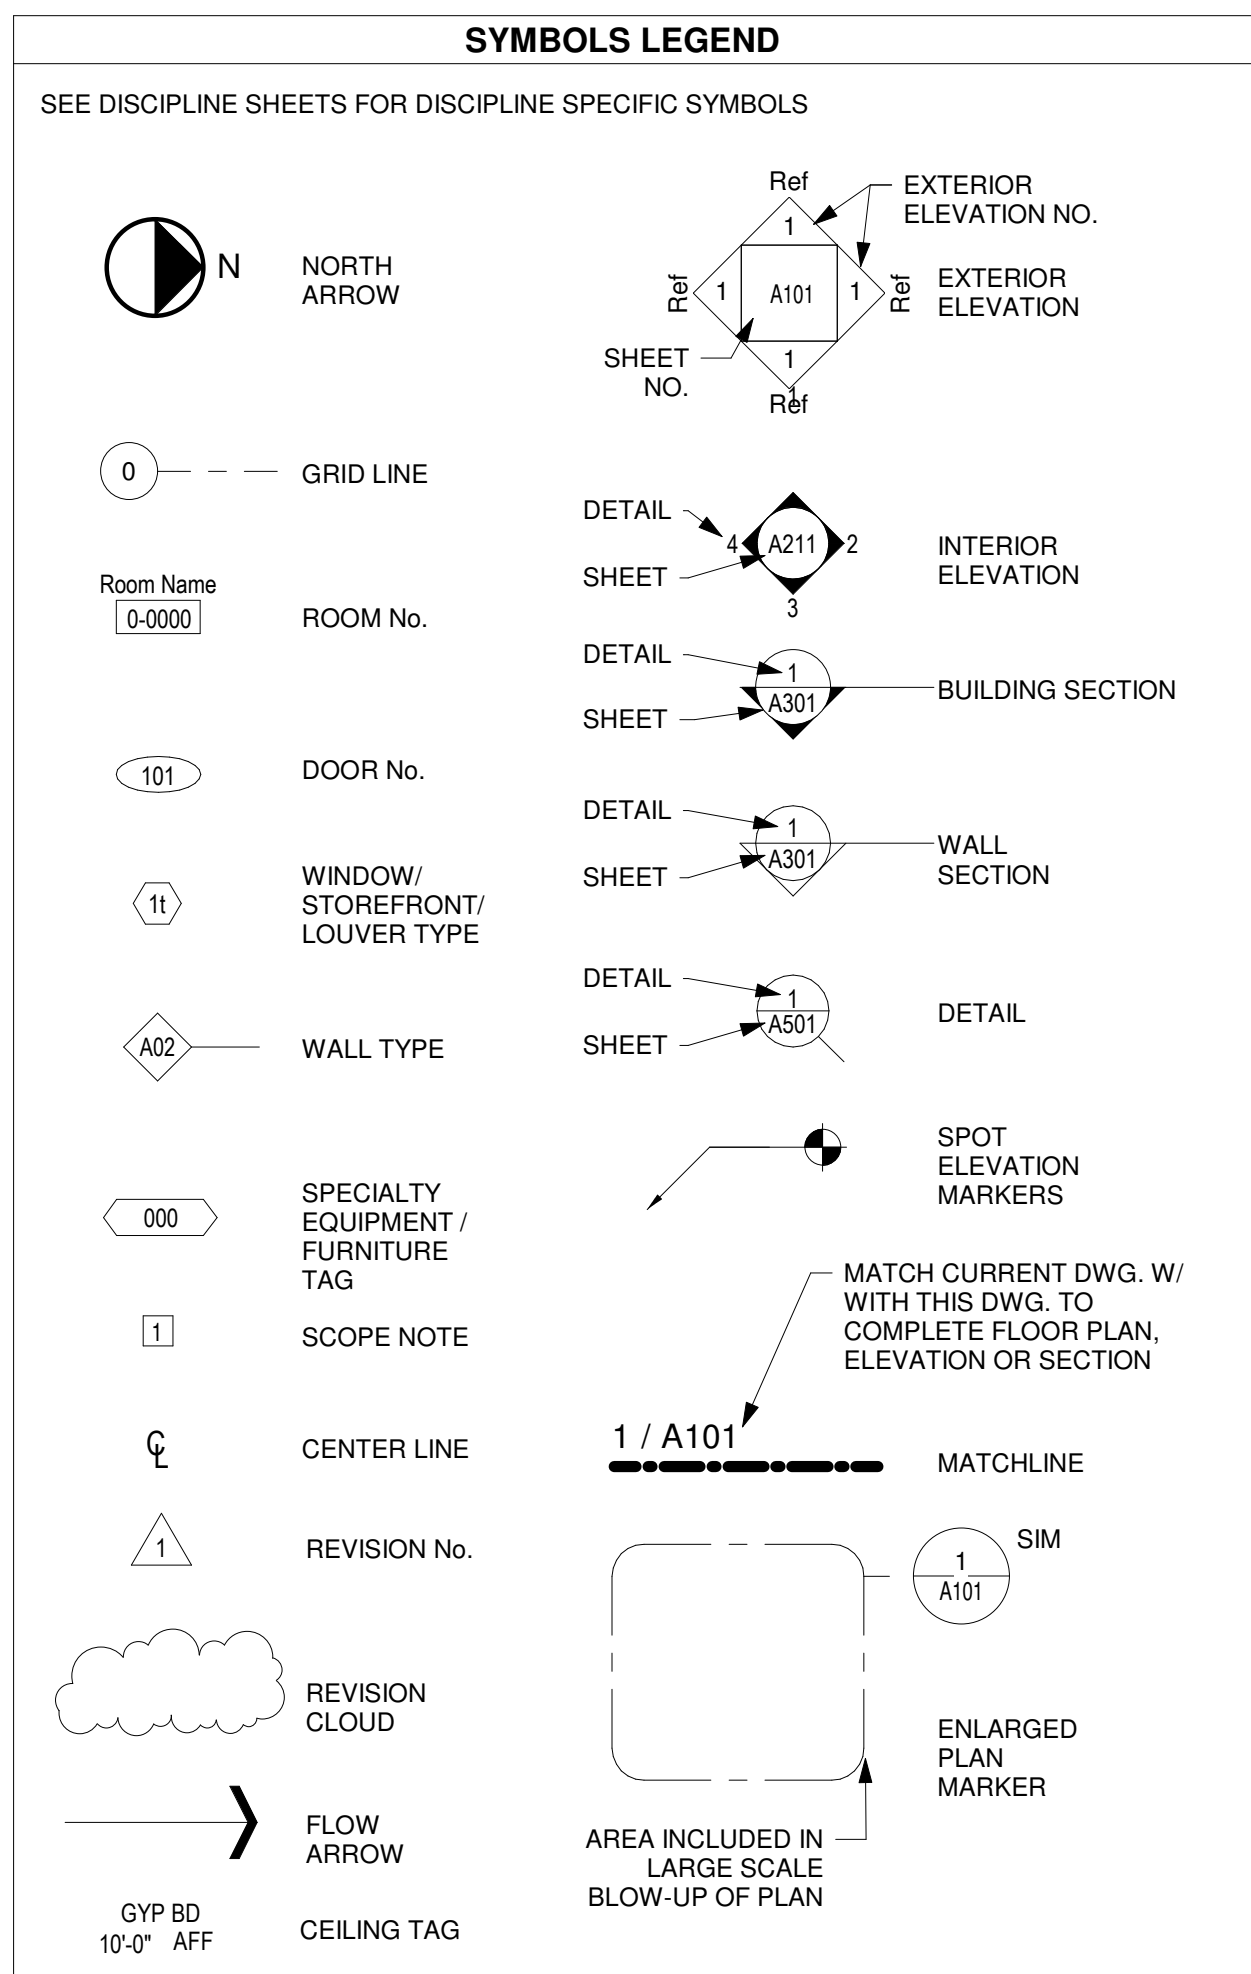 SYMBOLS LEGEND
SEE DISCIPLINE SHEETS FOR DISCIPLINE SPECIFIC SYMBOLS
N
NORTH
ARROW
0
GRID LINE
Room Name
0-0000
ROOM No.
101
DOOR No.
1t
WINDOW/
STOREFRONT/
LOUVER TYPE
A02
WALL TYPE
000
SPECIALTY
EQUIPMENT /
FURNITURE
TAG
1
SCOPE NOTE
CL
CENTER LINE
1
REVISION No.
REVISION
CLOUD
FLOW
ARROW
GYP BD
10'-0" AFF
CEILING TAG
Ref
1
EXTERIOR
ELEVATION NO.
Ref
1
A101
1
Ref
EXTERIOR
ELEVATION
SHEET
NO.
1
1
Ref
DETAIL
4
A211
2
SHEET
3
INTERIOR
ELEVATION
DETAIL
1
SHEET
A301
BUILDING SECTION
DETAIL
1
SHEET
A301
WALL
SECTION
DETAIL
1
SHEET
A501
DETAIL
SPOT
ELEVATION
MARKERS
MATCH CURRENT DWG. W/
WITH THIS DWG. TO
COMPLETE FLOOR PLAN,
ELEVATION OR SECTION
1 / A101
MATCHLINE
1
A101
SIM
ENLARGED
PLAN
MARKER
AREA INCLUDED IN
LARGE SCALE
BLOW-UP OF PLAN